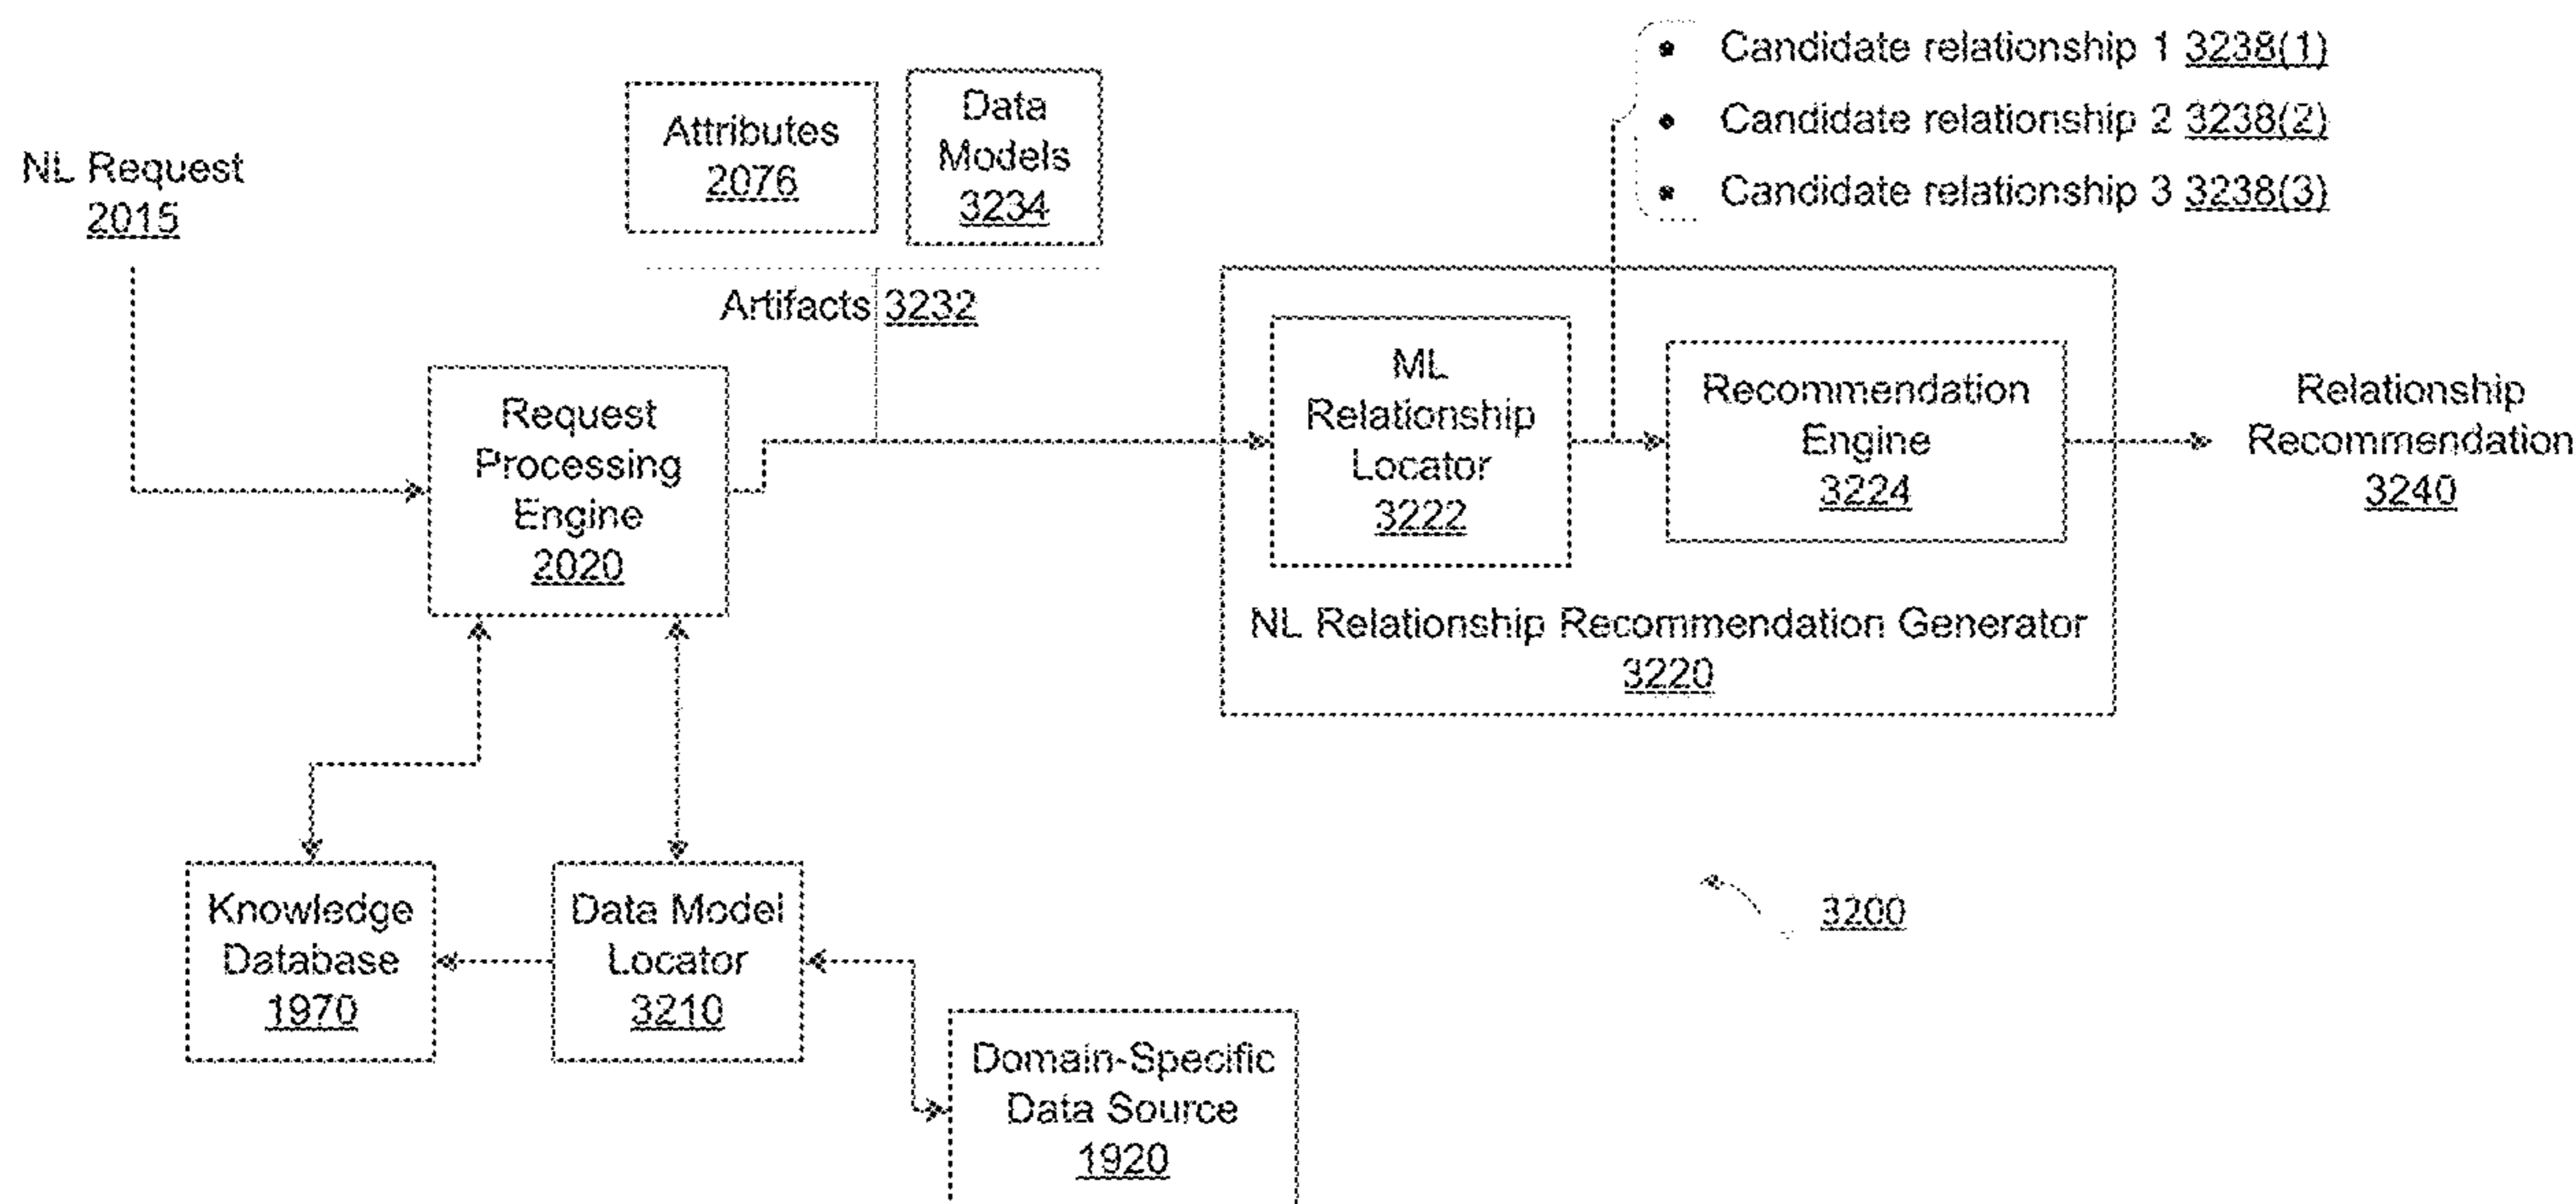 NL Request
2015
Attributes
2076
Data
Models
3234
Artifacts 3232
• Candidate relationship 1 3238(1)
• Candidate relationship 2 3238(2)
• Candidate relationship 3 3238(3)
Request
Processing
Engine
2020
ML
Relationship
Locator
3222
Recommendation
Engine
3224
NL Relationship Recommendation Generator
3220
Relationship
Recommendation
3240
Knowledge
Database
1970
Data Model
Locator
3210
Domain-Specific
Data Source
1920
3200